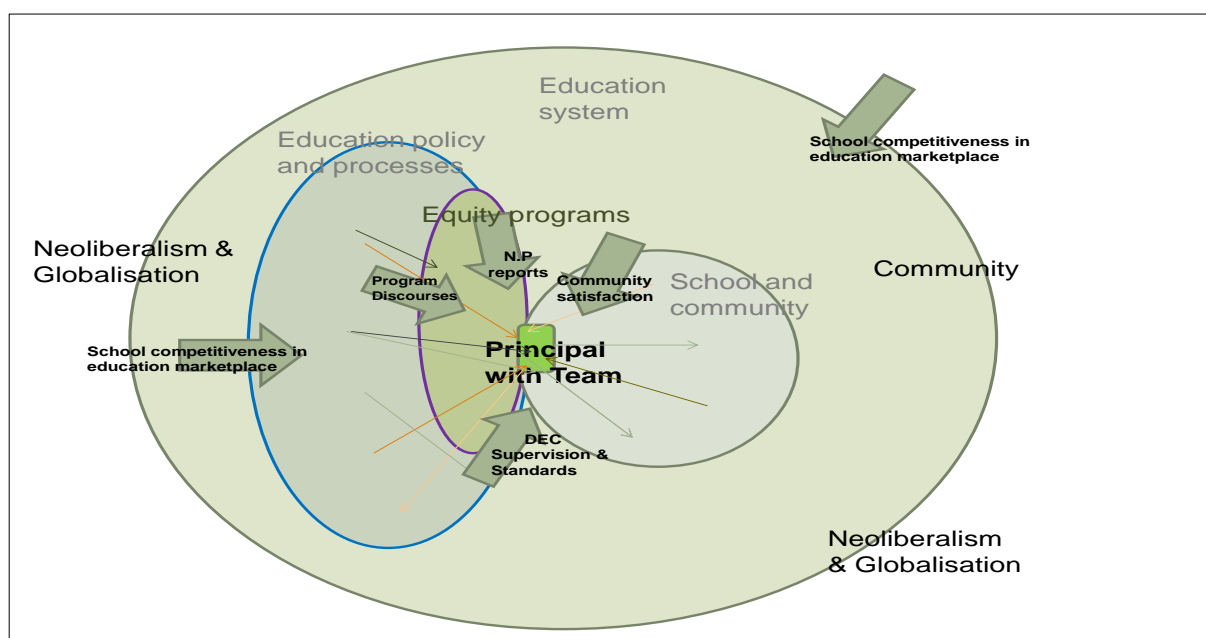 Education
system
Education policy
and processes
School competitiveness in
education marketplace
Equity programs
Neoliberalism &
Globalisation
N.P
reports
Program
Discourses
Community
satisfaction
School and
community
Community
School competitiveness in
education marketplace
Principal
with Team
DEC
Supervision &
Standards
Neoliberalism
& Globalisation